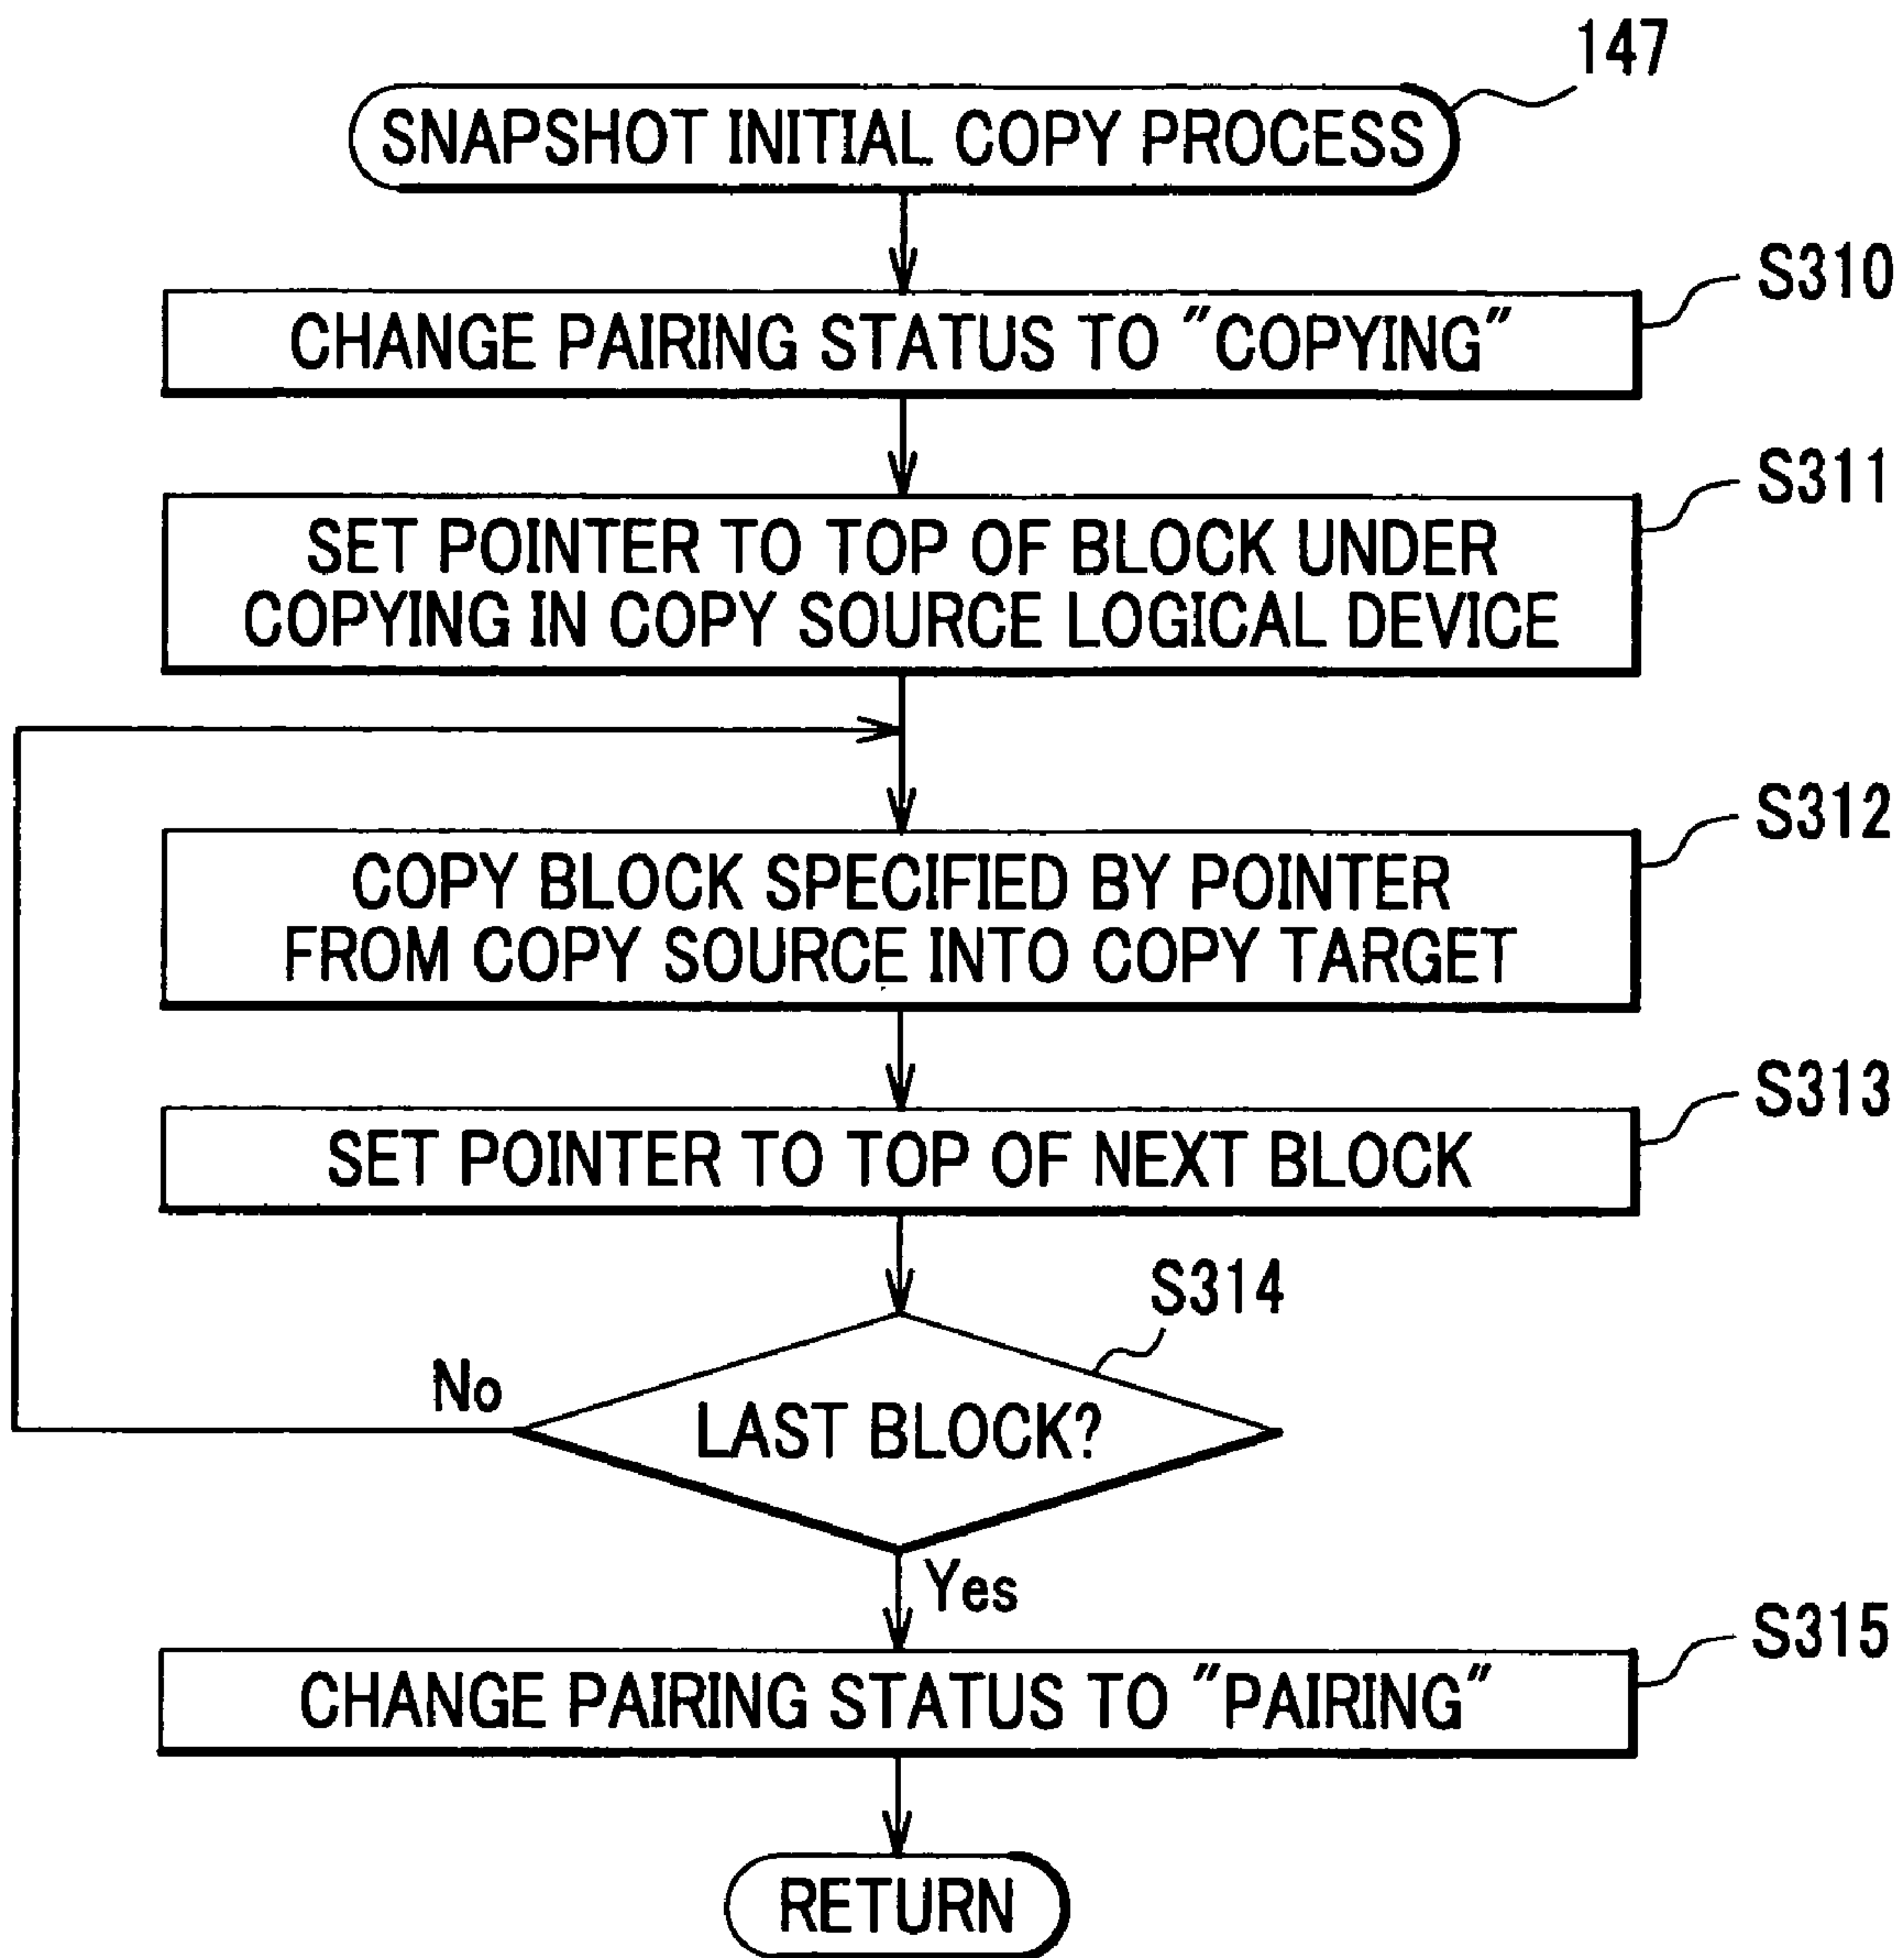 147
SNAPSHOT INITIAL COPY PROCESS
S310
CHANGE PAIRING STATUS TO "COPYING"
S311
SET POINTER TO TOP OF BLOCK UNDER
COPYING IN COPY SOURCE LOGICAL DEVICE
S312
COPY BLOCK SPECIFIED BY POINTER
FROM COPY SOURCE INTO COPY TARGET
S313
SET POINTER TO TOP OF NEXT BLOCK
S314
No
LAST BLOCK?
Yes
S315
CHANGE PAIRING STATUS TO "PAIRING"
RETURN